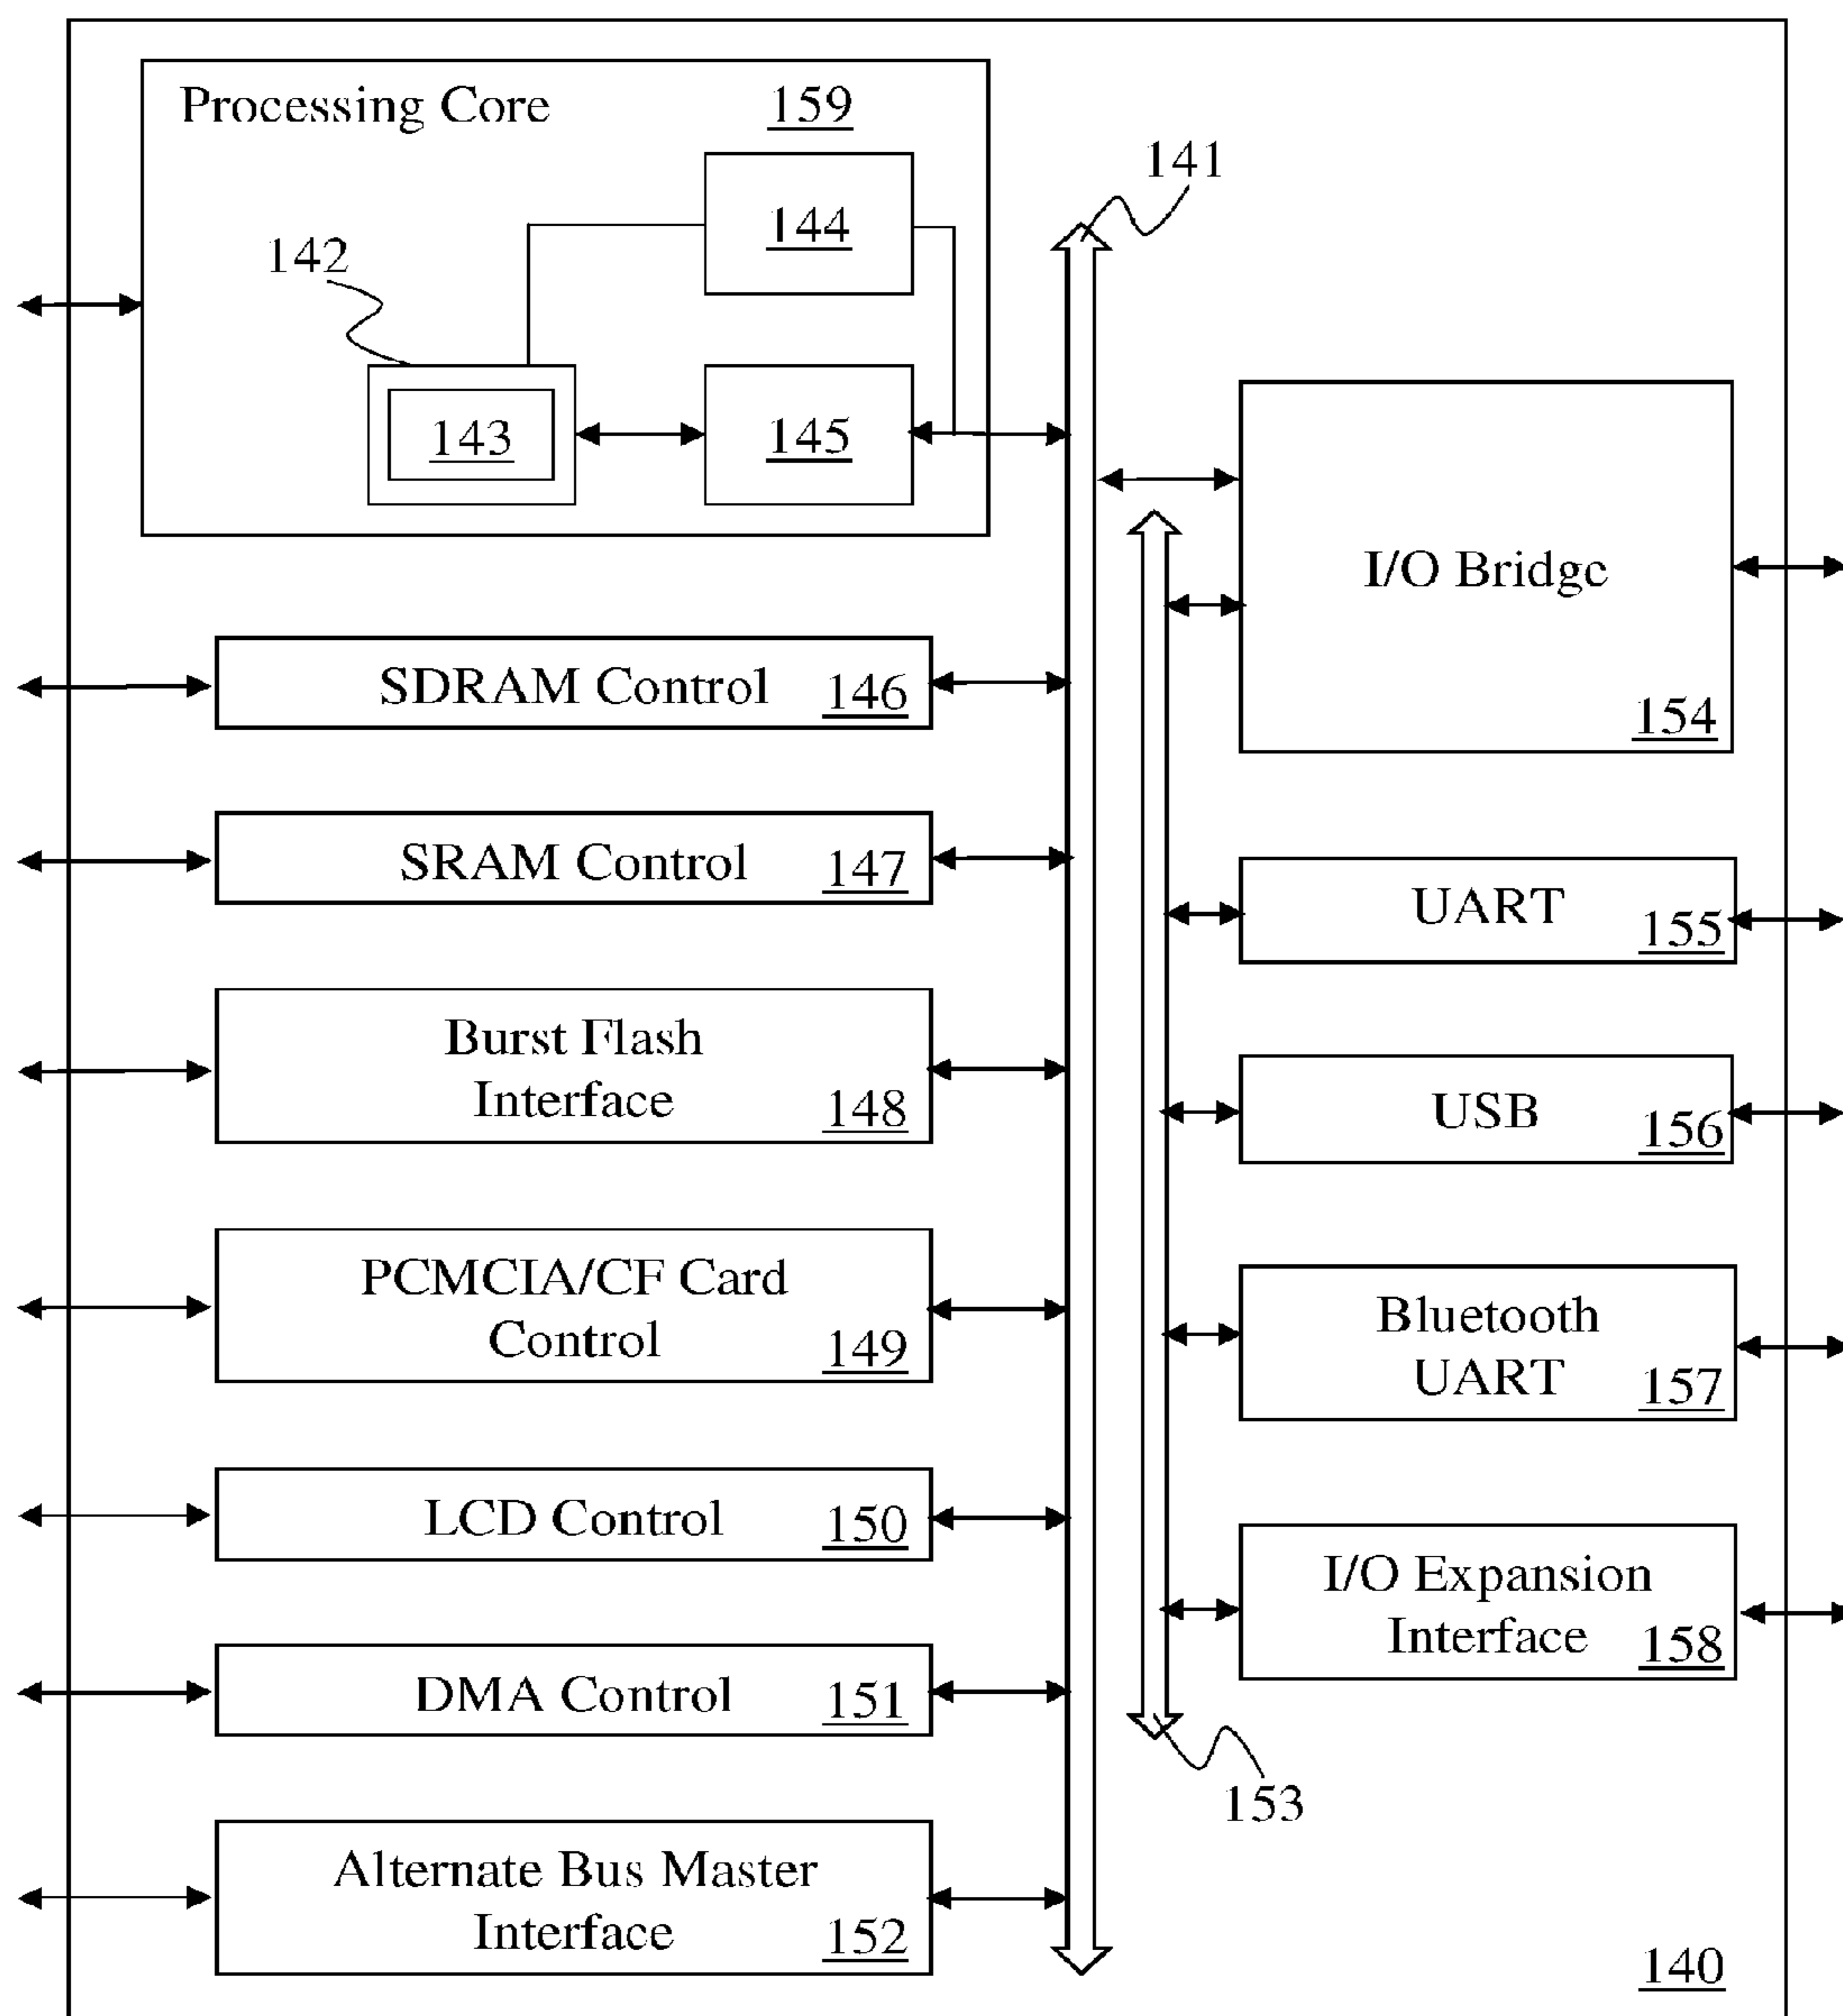 Processing Core
159
141
144
142
143
145
I/O Bridge
154
SDRAM Control 146
SRAM Control 147
UART 155
Burst Flash
Interface 148
USB 156
PCMCIA/CF Card
Control 149
Bluetooth
UART 157
LCD Control 150
I/O Expansion
Interface 158
DMA Control 151
153
Alternate Bus Master
Interface 152
140